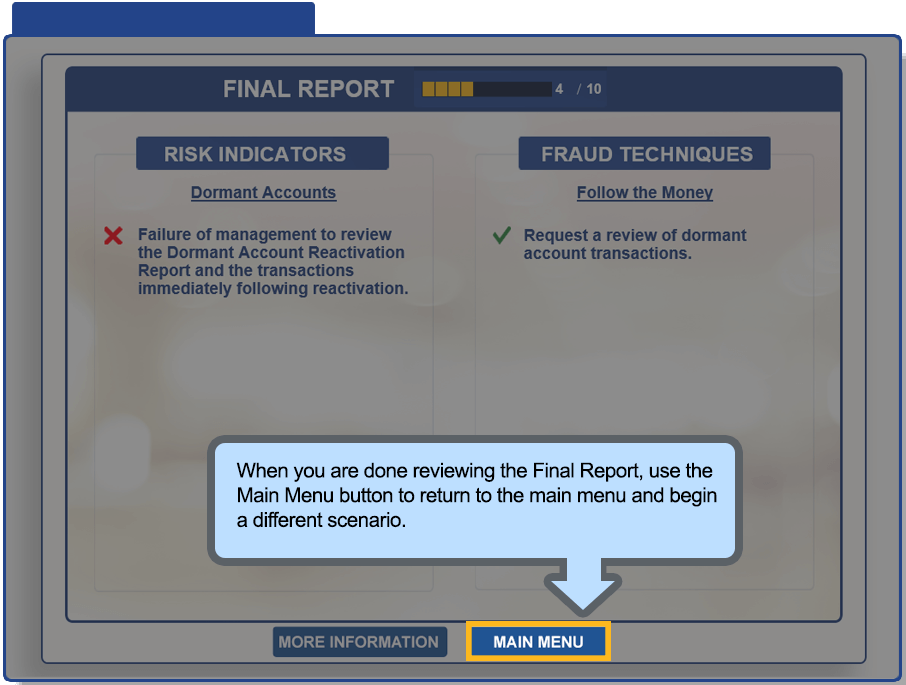 FINAL REPORT 4 / 10
RISK INDICATORS
Dormant Accounts
Failure of management to review
the Dormant Account Reactivation
Report and the transactions
immediately following reactivation.
FRAUD TECHNIQUES
Follow the Money
Request a review of dormant
account transactions.
When you are done reviewing the Final Report, use the
Main Menu button to return to the main menu and begin
a different scenario.
MORE INFORMATION
MAIN MENU